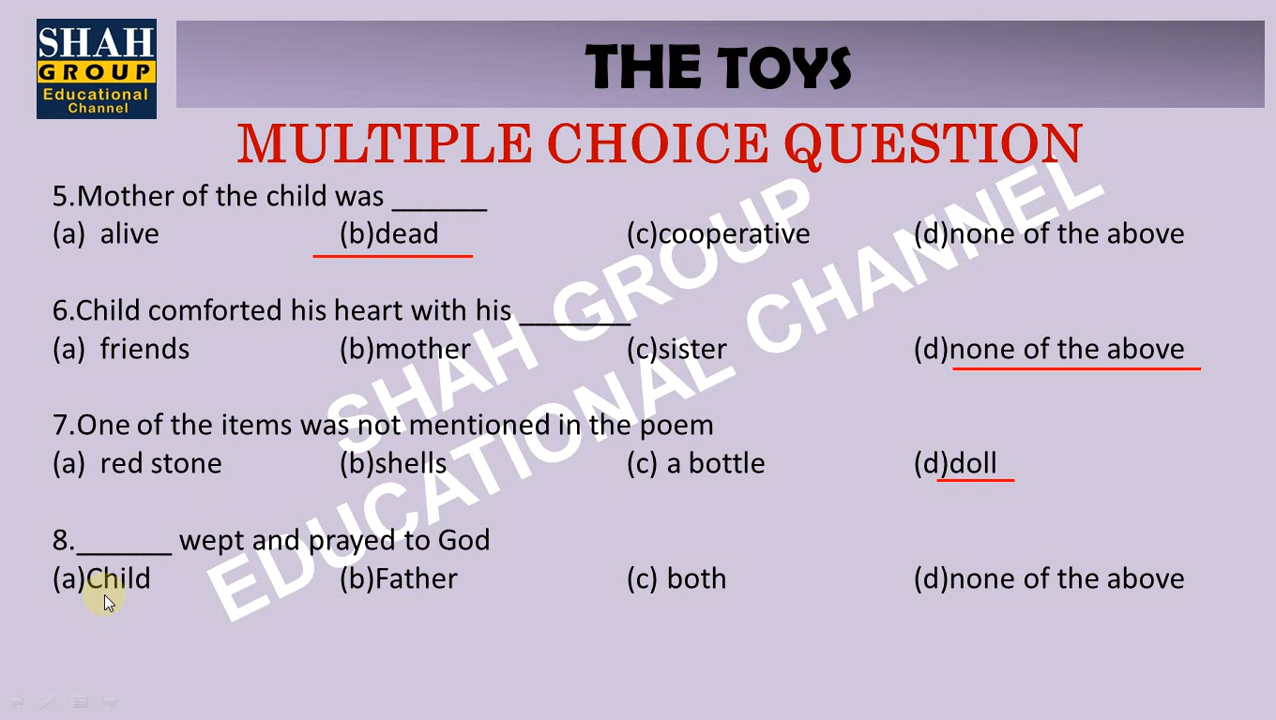 SHAH
GROUP
Educational
Channel
THE TOYS
MULTIPLE CHOICE QUESTION
5.Mother of the child was ______
(a) alive (b)dead (c)cooperative (d)none of the above
6.Child comforted his heart with his _______
(a) friends (b)mother (c)sister (d)none of the above
7.One of the items was not mentioned in the poem
(a) red stone (b)shells (c) a bottle (d)doll
8.______ wept and prayed to God
(a)Child (b)Father (c) both (d)none of the above
SHAH GROUP
EDUCATIONAL CHANNEL